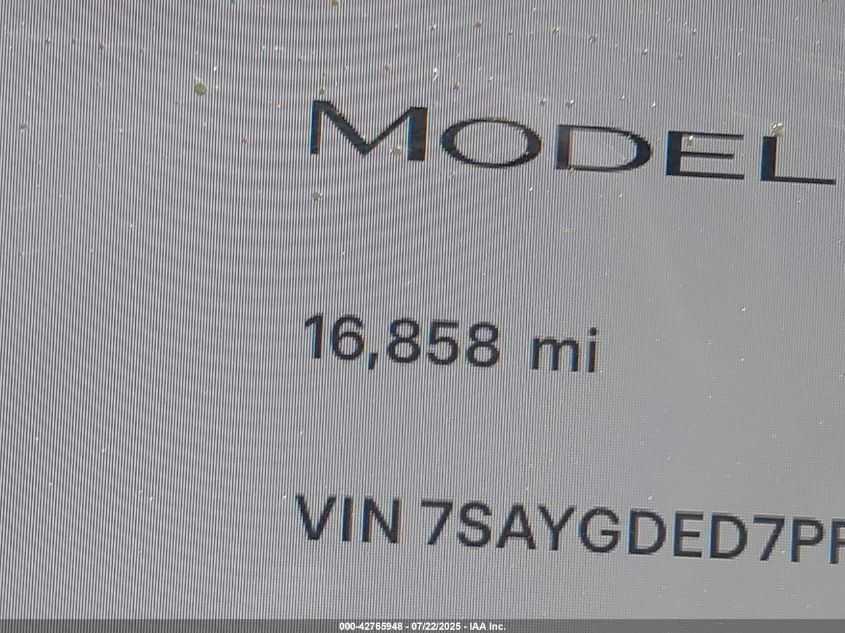 MODEL
16,858 mi
VIN 7SAYGDED7PF
000-42765948 - 07/22/2025 - IAA Inc.